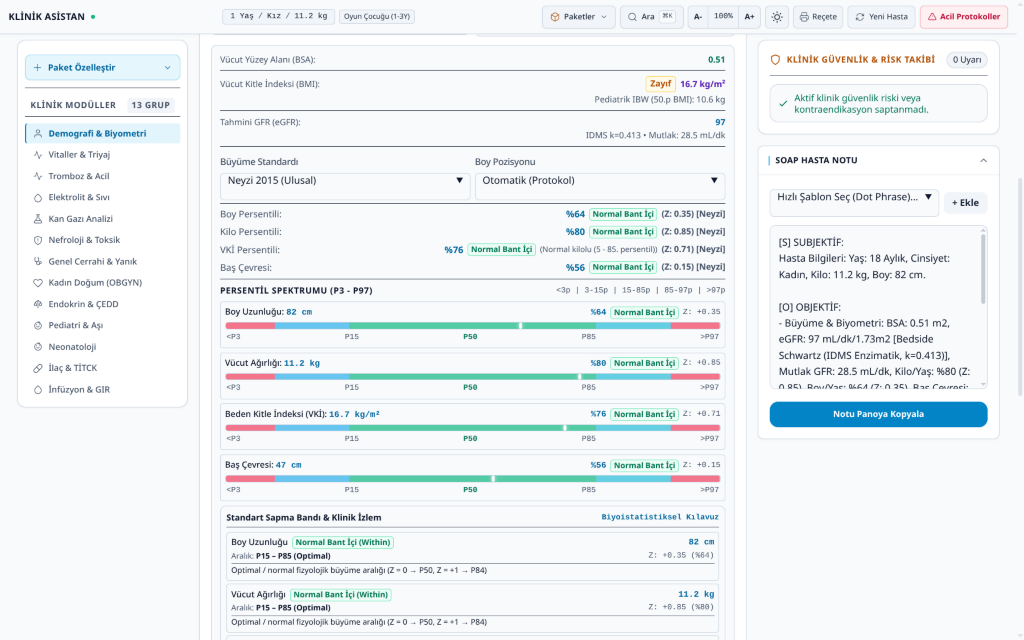 KLİNİK ASİSTAN
1 Yaş / Kız / 11.2 kg
Oyun Çocuğu (1-3Y)
Paketler
Ara ⌘K
A- 100% A+
Reçete
Yeni Hasta
Acil Protokoller
Paket Özelleştir
KLİNİK MODÜLLER 13 GRUP
Demografi & Biyometri
Vitaller & Triyaj
Tromboz & Acil
Elektrolit & Sıvı
Kan Gazı Analizi
Nefroloji & Toksik
Genel Cerrahi & Yanık
Kadın Doğum (OBGYN)
Endokrin & ÇEDD
Pediatri & Aşı
Neonatoloji
İlaç & TİTCK
İnfüzyon & GIR
Vücut Yüzey Alanı (BSA): 0.51
Vücut Kitle İndeksi (BMI): Zayıf 16.7 kg/m²
Pediatrik IBW (50.p BMI): 10.6 kg
Tahmini GFR (eGFR): 97
IDMS k=0.413 • Mutlak: 28.5 mL/dk
Büyüme Standardı
Neyzi 2015 (Ulusal) ▼
Boy Pozisyonu
Otomatik (Protokol) ▼
Boy Persentili: %64 Normal Bant İçi (Z: 0.35) [Neyzi]
Kilo Persentili: %80 Normal Bant İçi (Z: 0.85) [Neyzi]
VKİ Persentili: %76 Normal Bant İçi (Normal kilolu (5 - 85. persentil)) (Z: 0.71) [Neyzi]
Baş Çevresi: %56 Normal Bant İçi (Z: 0.15) [Neyzi]
PERSENTİL SPEKTRUMU (P3 - P97) <3p | 3-15p | 15-85p | 85-97p | >97p
Boy Uzunluğu: 82 cm %64 Normal Bant İçi Z: +0.35
<P3 P15 P50 P85 >P97
Vücut Ağırlığı: 11.2 kg %80 Normal Bant İçi Z: +0.85
<P3 P15 P50 P85 >P97
Beden Kitle İndeksi (VKİ): 16.7 kg/m² %76 Normal Bant İçi Z: +0.71
<P3 P15 P50 P85 >P97
Baş Çevresi: 47 cm %56 Normal Bant İçi Z: +0.15
<P3 P15 P50 P85 >P97
Standart Sapma Bandı & Klinik İzlem Biyoistatistiksel Kılavuz
Boy Uzunluğu Normal Bant İçi (Within) 82 cm
Aralık: P15 – P85 (Optimal) Z: +0.35 (%64)
Optimal / normal fizyolojik büyüme aralığı (Z = 0 → P50, Z = +1 → P84)
Vücut Ağırlığı Normal Bant İçi (Within) 11.2 kg
Aralık: P15 – P85 (Optimal) Z: +0.85 (%80)
Optimal / normal fizyolojik büyüme aralığı (Z = 0 → P50, Z = +1 → P84)
KLİNİK GÜVENLİK & RİSK TAKİBİ 0 Uyarı
Aktif klinik güvenlik riski veya
kontraendikasyon saptanmadı.
SOAP HASTA NOTU
Hızlı Şablon Seç (Dot Phrase)... ▼
+ Ekle
[S] SUBJEKTİF:
Hasta Bilgileri: Yaş: 18 Aylık, Cinsiyet:
Kadın, Kilo: 11.2 kg, Boy: 82 cm.
[O] OBJEKTİF:
- Büyüme & Biyometri: BSA: 0.51 m2,
eGFR: 97 mL/dk/1.73m2 [Bedside
Schwartz (IDMS Enzimatik, k=0.413)],
Mutlak GFR: 28.5 mL/dk, Kilo/Yaş: %80 (Z:
0.85), Boy/Yaş: %64 (Z: 0.35), Baş Çevresi:
Notu Panoya Kopyala